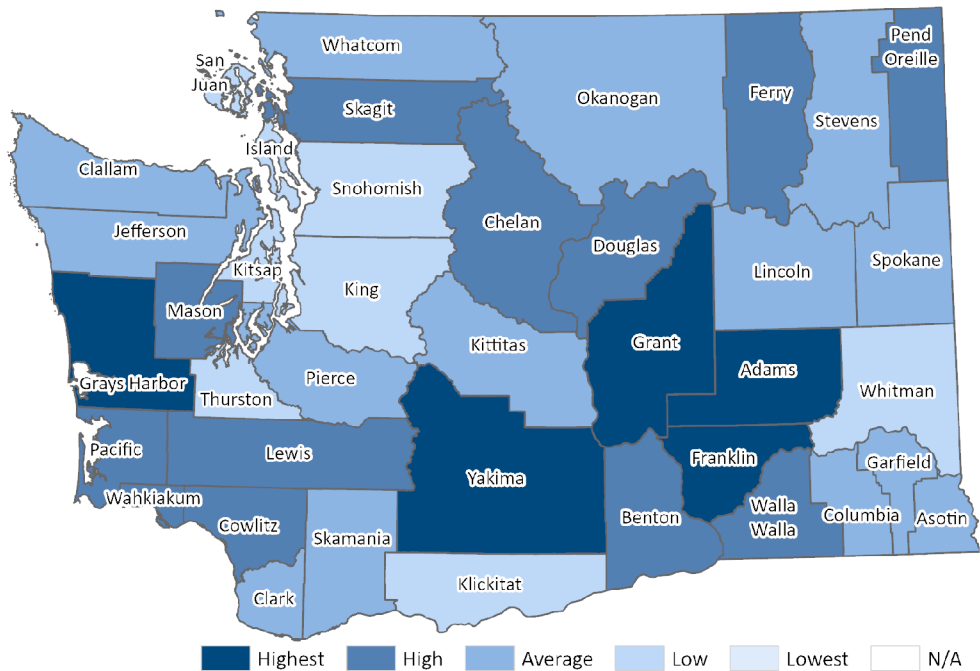 Whatcom
Pend
Oreille
San
Juan
Skagit
Okanogan
Ferry
Stevens
Island
Clallam
Snohomish
Chelan
Jefferson
Douglas
Kitsap
King
Lincoln
Spokane
Mason
Kittitas
Grant
Adams
Pierce
Grays Harbor
Thurston
Whitman
Pacific
Lewis
Yakima
Franklin
Garfield
Wahkiakum
Cowlitz
Skamania
Benton
Walla
Walla
Columbia
Asotin
Clark
Klickitat
Highest
High
Average
Low
Lowest
N/A